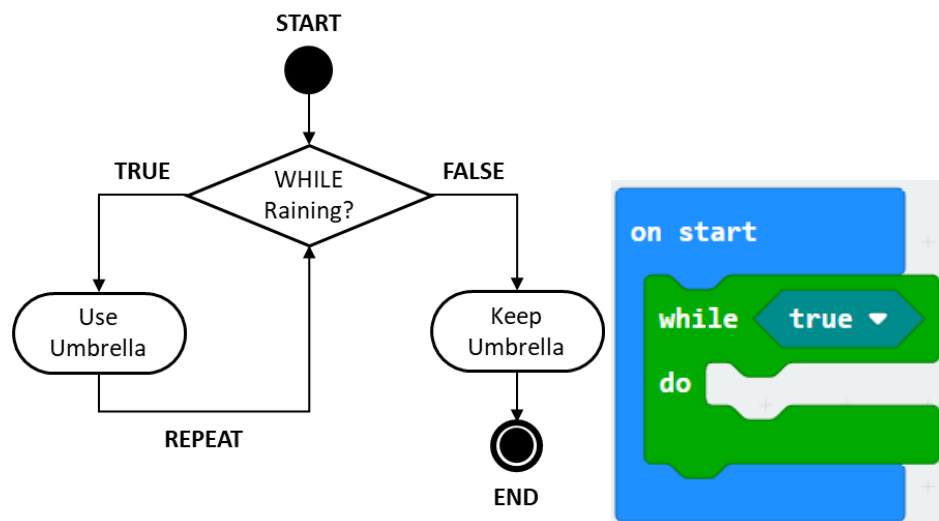 START
TRUE
WHILE
Raining?
FALSE
Use
Umbrella
Keep
Umbrella
REPEAT
END
on start
while true
do